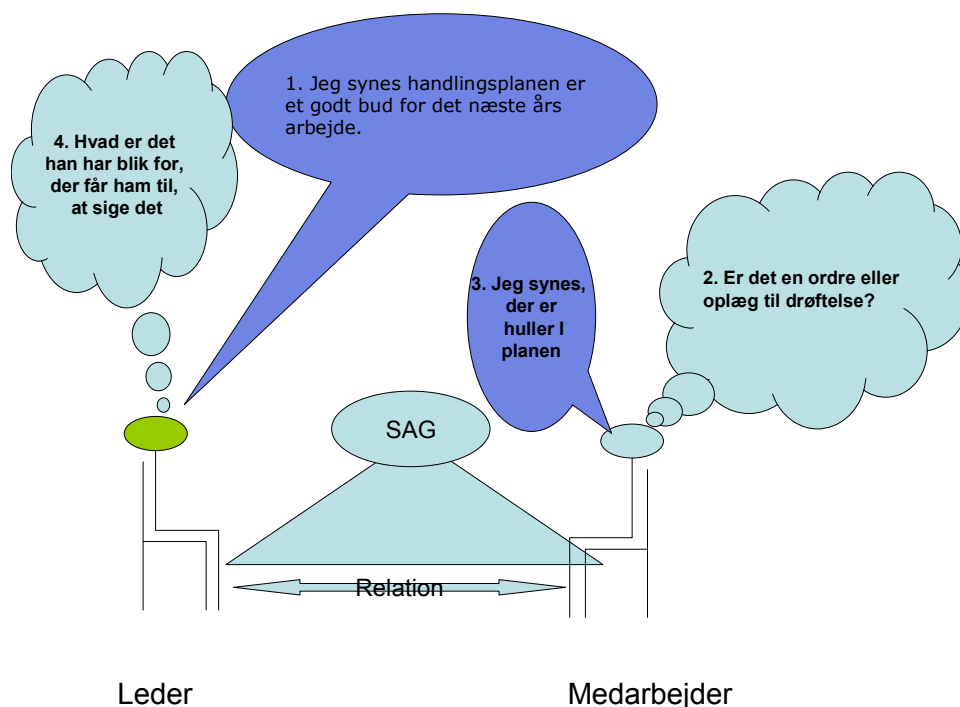 1. Jeg synes handlingsplanen er
et godt bud for det næste års
arbejde.
4. Hvad er det
han har blik for,
der får ham til,
at sige det
2. Er det en ordre eller
oplæg til drøftelse?
3. Jeg synes,
der er
huller I
planen
SAG
Relation
Leder
Medarbejder